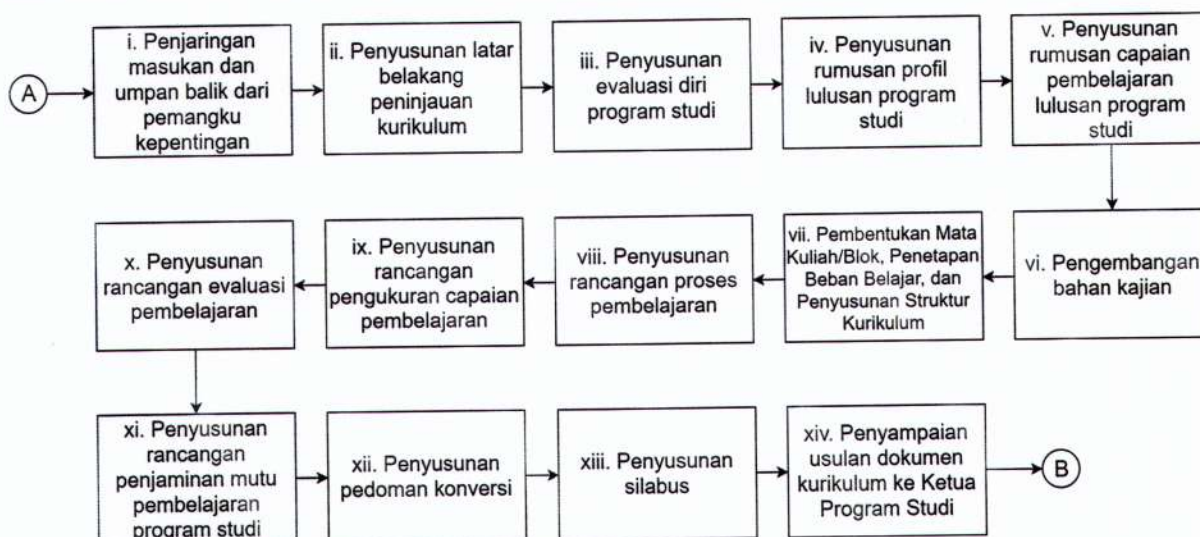 A
i. Penjaringan
masukan dan
umpan balik dari
pemangku
kepentingan
ii. Penyusunan latar
belakang
peninjauan
kurikulum
iii. Penyusunan
evaluasi diri
program studi
iv. Penyusunan
rumusan profil
lulusan program
studi
v. Penyusunan
rumusan capaian
pembelajaran
lulusan program
studi
vi. Pengembangan
bahan kajian
vii. Pembentukan Mata
Kuliah/Blok, Penetapan
Beban Belajar, dan
Penyusunan Struktur
Kurikulum
viii. Penyusunan
rancangan proses
pembelajaran
ix. Penyusunan
rancangan
pengukuran capaian
pembelajaran
x. Penyusunan
rancangan evaluasi
pembelajaran
xi. Penyusunan
rancangan
penjaminan mutu
pembelajaran
program studi
xii. Penyusunan
pedoman konversi
xiii. Penyusunan
silabus
xiv. Penyampaian
usulan dokumen
kurikulum ke Ketua
Program Studi
B